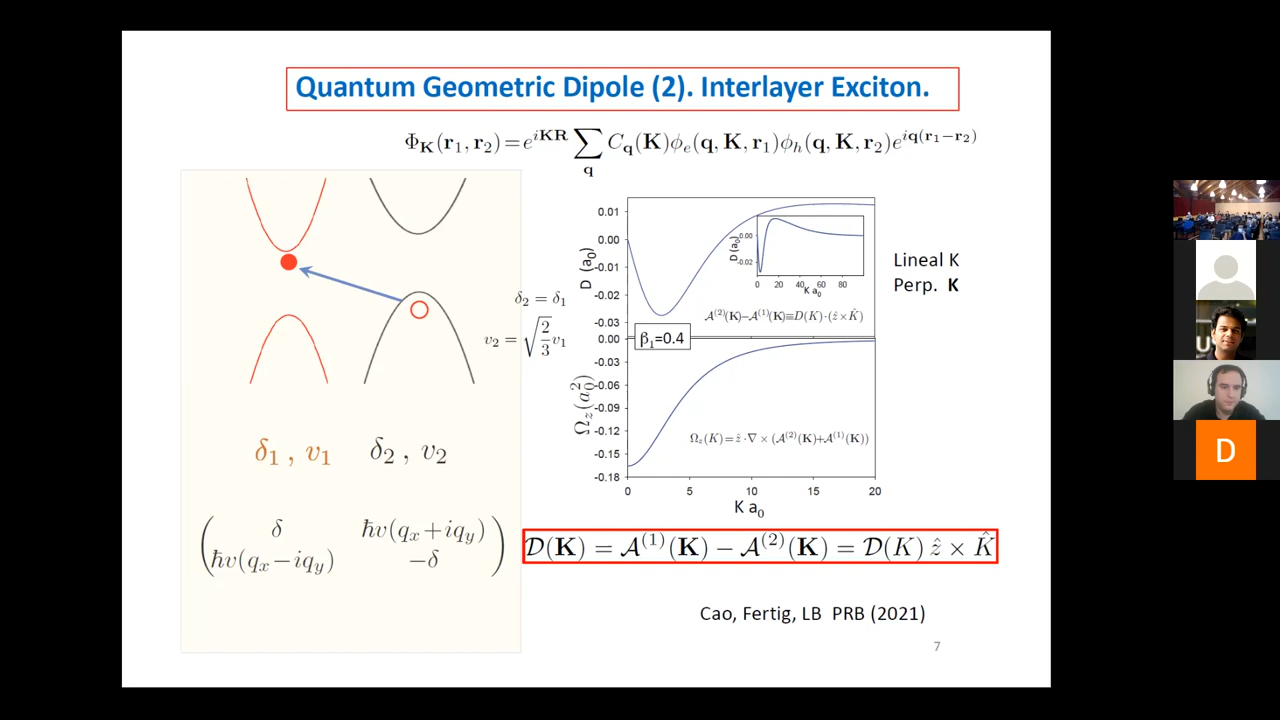 Quantum Geometric Dipole (2). Interlayer Exciton.
Φ_K(r₁, r₂) = e^{iKR} ∑_q C_q(K)ϕ_e(q, K, r₁)ϕ_h(q, K, r₂)e^{iq(r₁−r₂)}
δ₂ = δ₁
v₂ = √(2/3) v₁
δ₁ , v₁
δ₂ , v₂
δ ħv(q_x+iq_y)
ħv(q_x−iq_y) −δ
D (a₀)
0.01
0.00
-0.01
-0.02
-0.03
D (a₀)
0.00
-0.02
0 20 40 60 80
K a₀
𝒜^{(2)}(K)−𝒜^{(1)}(K)≡D(K)·(ẑ×K̂)
β₁=0.4
Ω_z(a₀²)
0.00
-0.03
-0.06
-0.09
-0.12
-0.15
-0.18
Ω_z(K)=ẑ·∇×(𝒜^{(2)}(K)+𝒜^{(1)}(K))
0 5 10 15 20
K a₀
Lineal K
Perp. K
𝒟(K) = 𝒜^{(1)}(K) − 𝒜^{(2)}(K) = 𝒟(K) ẑ × K̂
Cao, Fertig, LB PRB (2021)
7
U
D